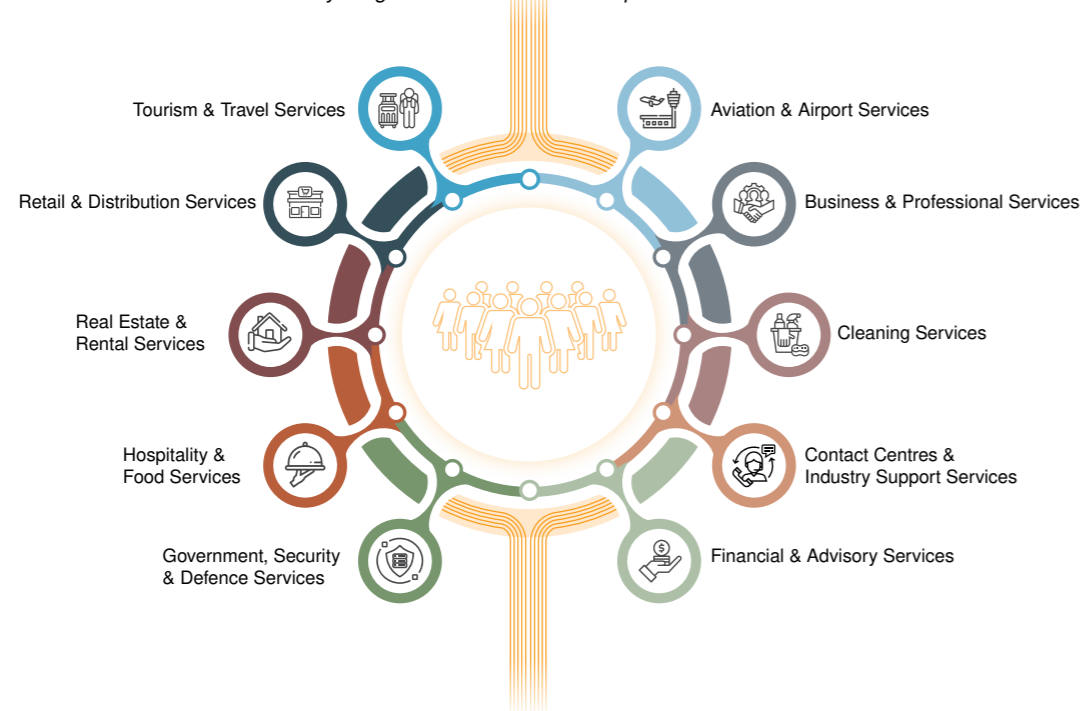 Tourism & Travel Services
Aviation & Airport Services
Retail & Distribution Services
Business & Professional Services
Real Estate &
Rental Services
Cleaning Services
Hospitality &
Food Services
Contact Centres &
Industry Support Services
Government, Security
& Defence Services
Financial & Advisory Services